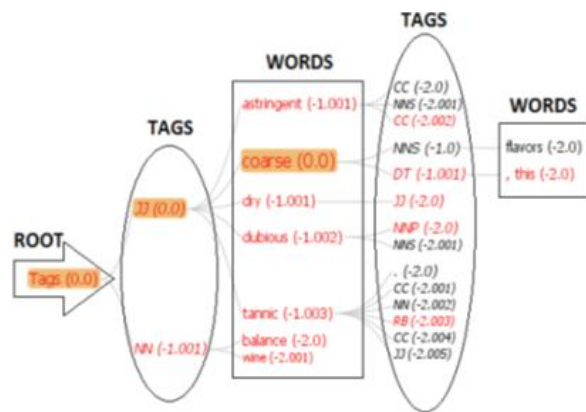 TAGS
WORDS
CC (-2.0)
astringent (-1.001)
NNS (-2.001)
CC (-2.002)
WORDS
TAGS
coarse (0.0)
NNS (-1.0)
flavors (-2.0)
DT (-1.001)
, this (-2.0)
JJ (0.0)
dry (-1.001)
JJ (-2.0)
ROOT
dubious (-1.002)
NNP (-2.0)
NNS (-2.001)
Tags (0.0)
. (-2.0)
CC (-2.001)
tannic (-1.003)
NN (-2.002)
RB (-2.003)
NN (-1.001)
balance (-2.0)
CC (-2.004)
wine (-2.001)
JJ (-2.005)